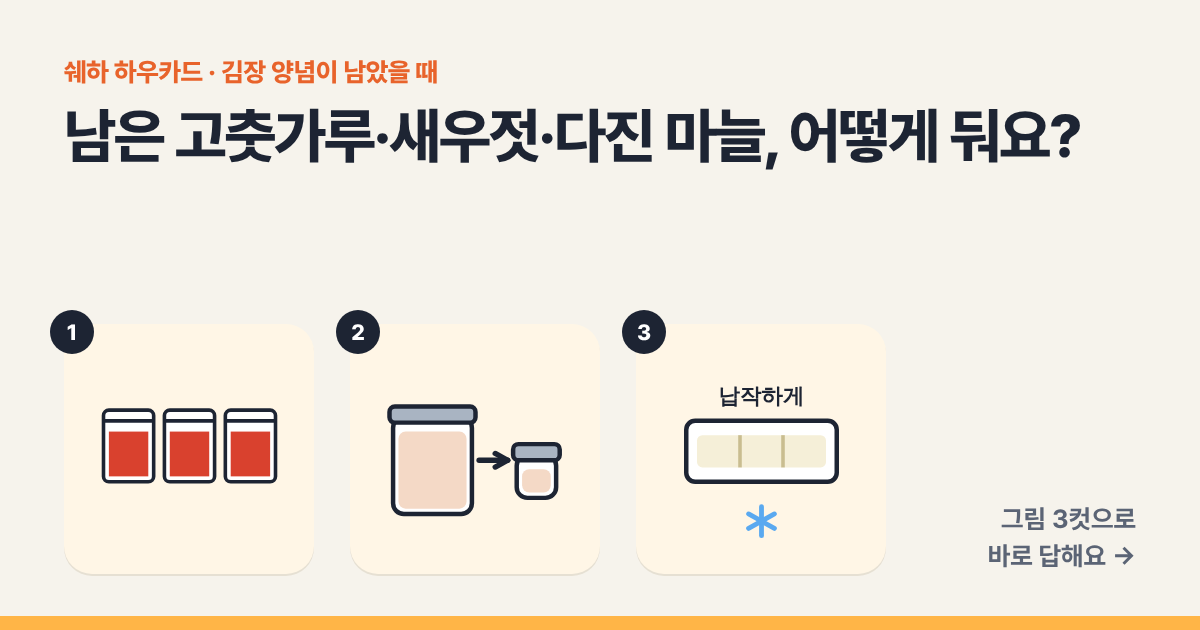 쉐하 하우카드 · 김장 양념이 남았을 때
남은 고춧가루·새우젓·다진 마늘, 어떻게 둬요?
1
2
3
납작하게
그림 3컷으로
바로 답해요 →